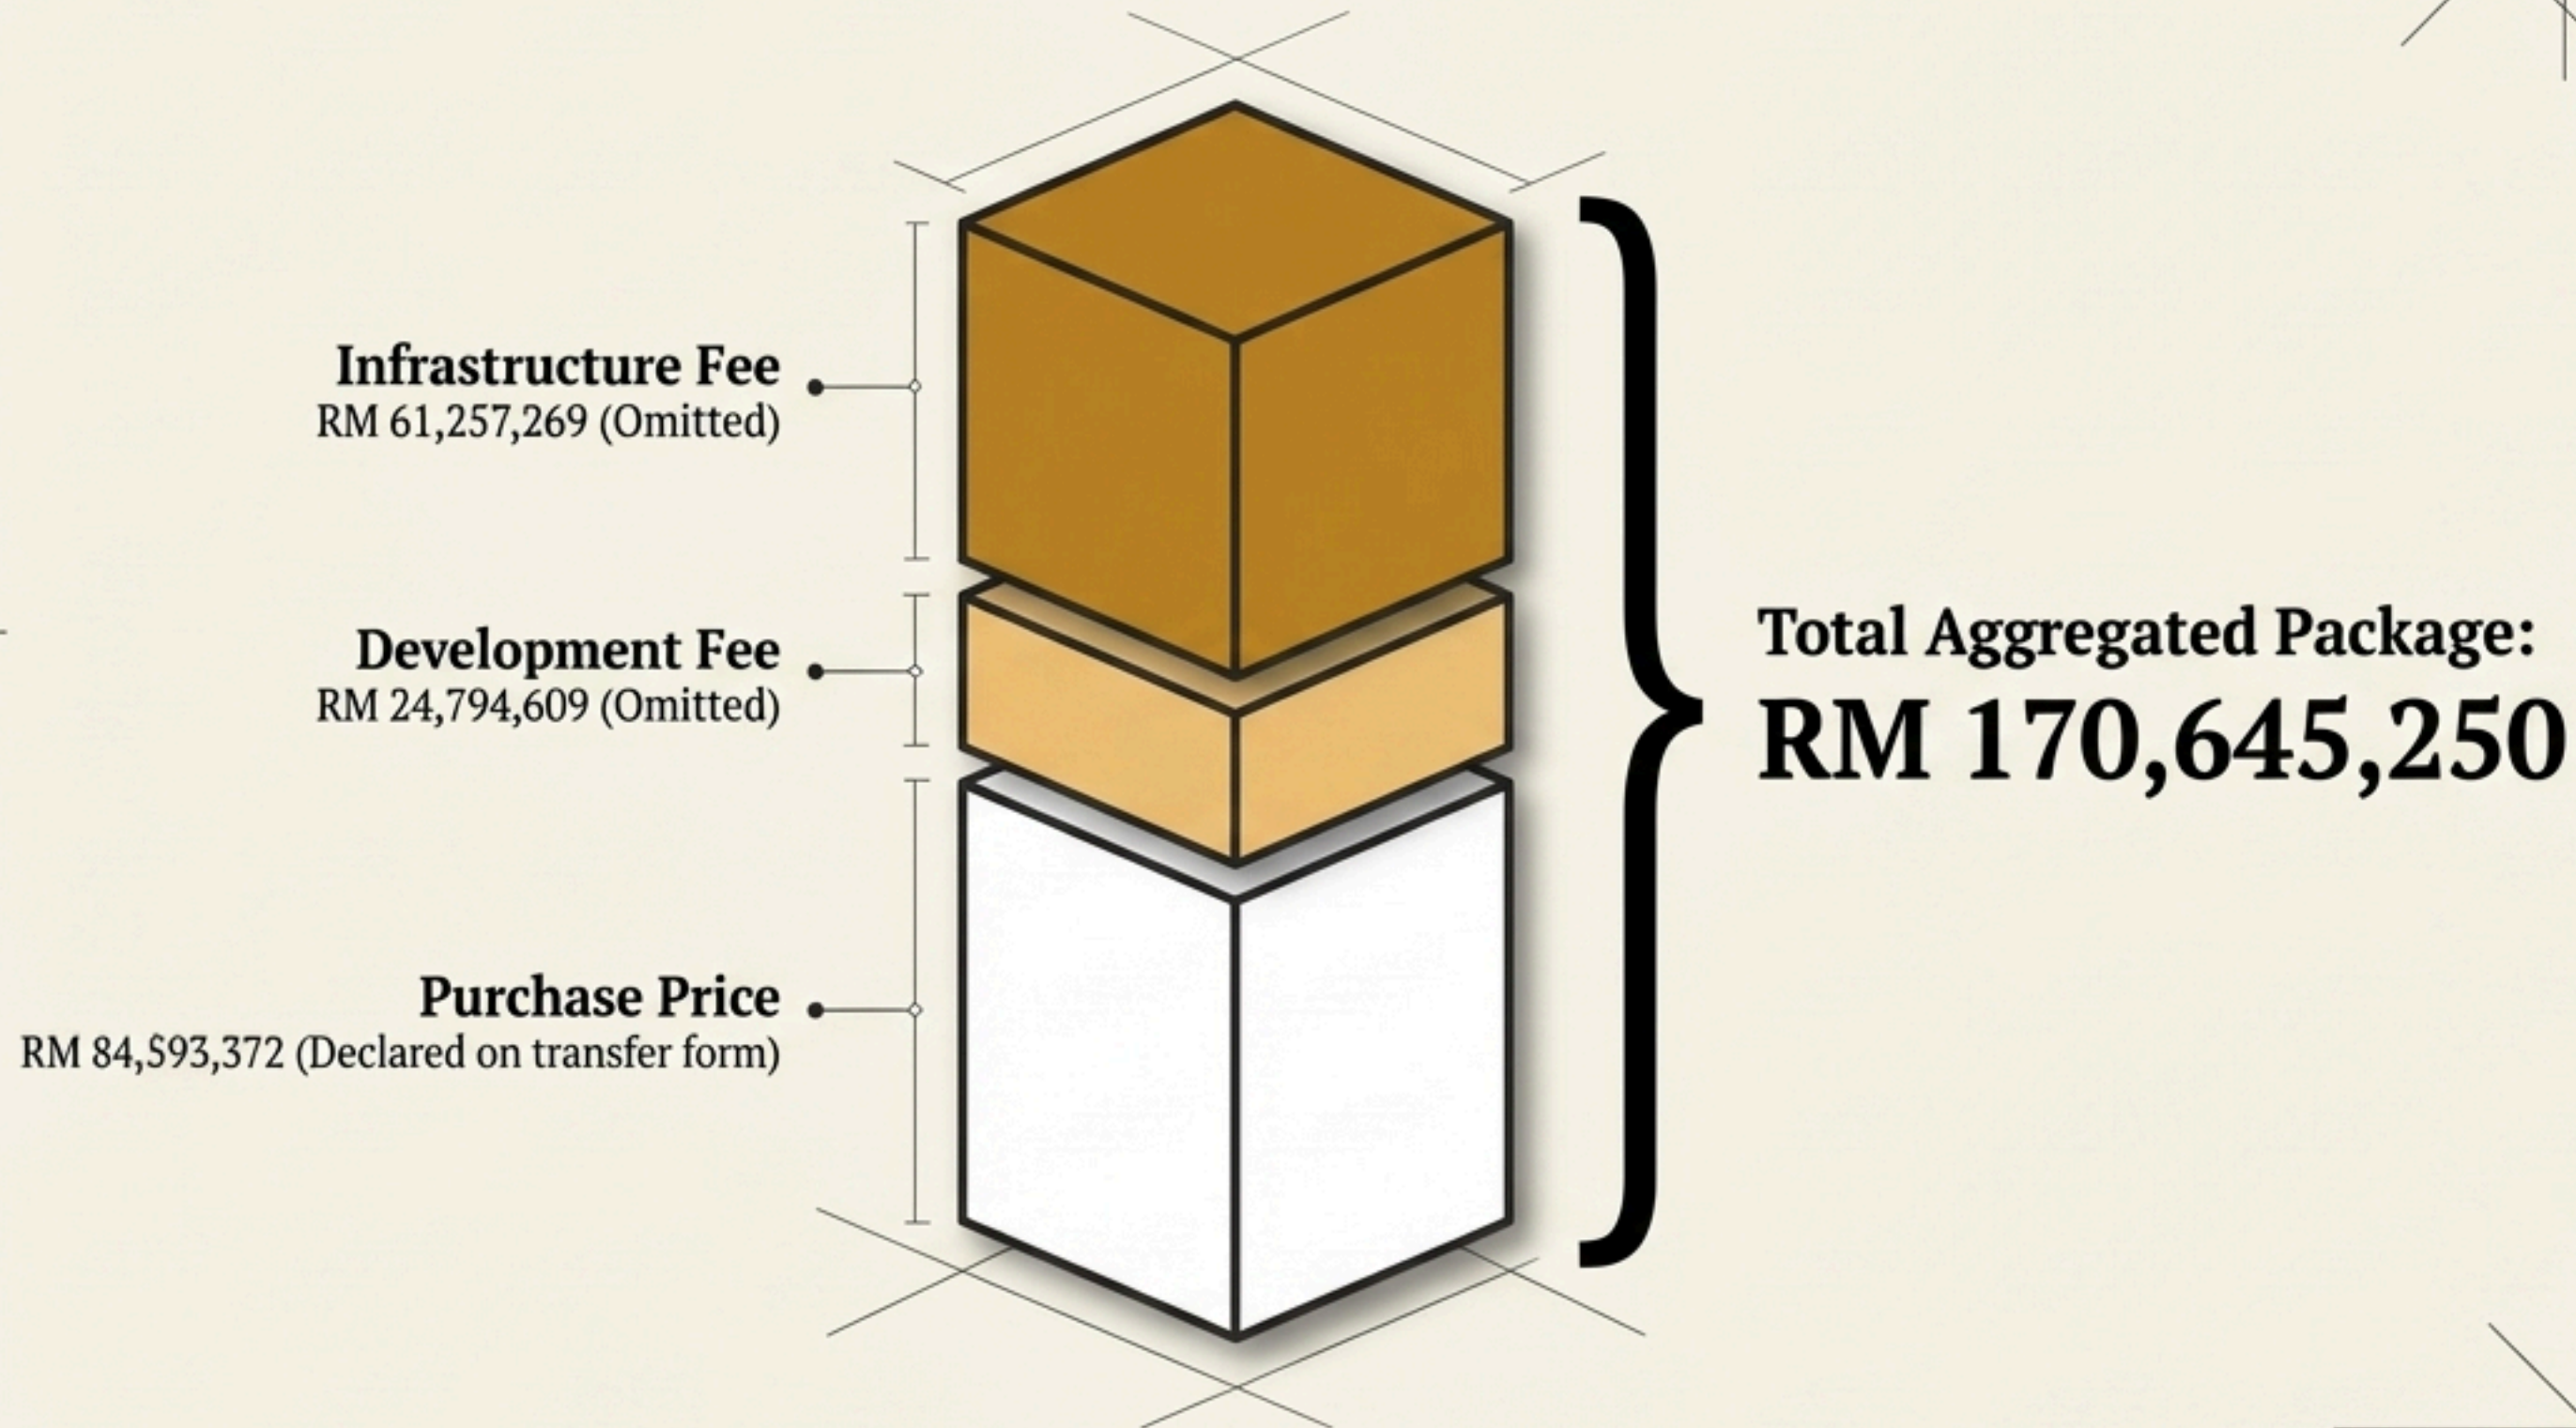 Infrastructure Fee
RM 61,257,269 (Omitted)
Development Fee
RM 24,794,609 (Omitted)
Purchase Price
RM 84,593,372 (Declared on transfer form)
Total Aggregated Package:
RM 170,645,250